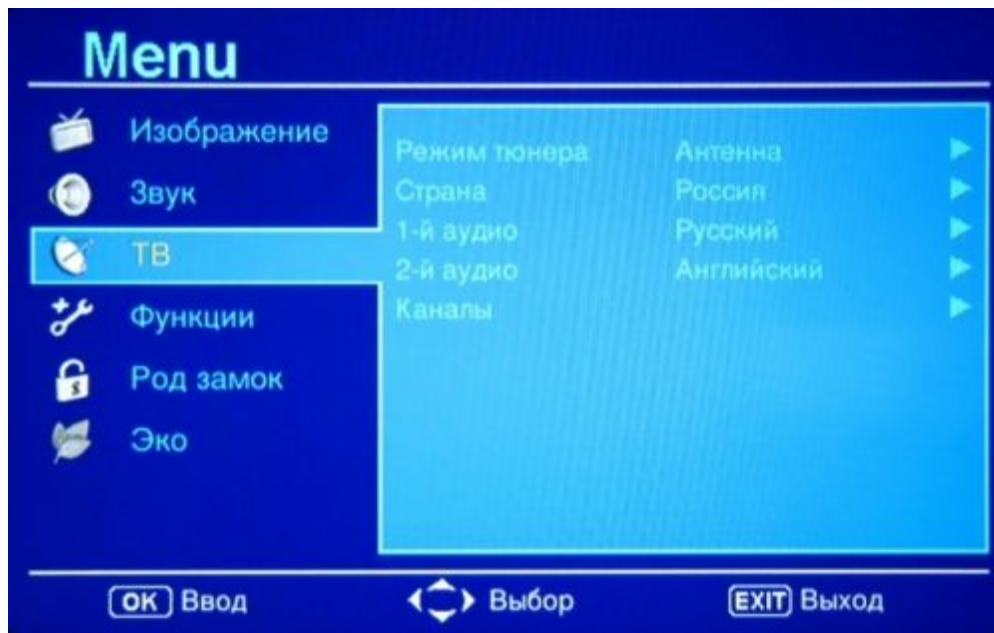 Menu
Изображение
Звук
ТВ
Функции
Род замок
Эко
Режим тюнера Антенна
Страна Россия
1-й аудио Русский
2-й аудио Английский
Каналы
OK Ввод Выбор EXIT Выход